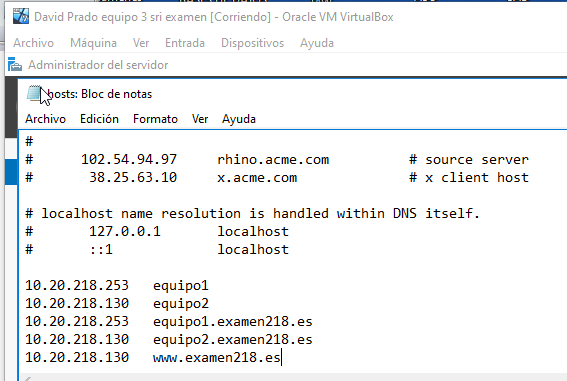 David Prado equipo 3 sri examen [Corriendo] - Oracle VM VirtualBox
Archivo Máquina Ver Entrada Dispositivos Ayuda
Administrador del servidor
hosts: Bloc de notas
Archivo Edición Formato Ver Ayuda
#
# 102.54.94.97 rhino.acme.com # source server
# 38.25.63.10 x.acme.com # x client host
# localhost name resolution is handled within DNS itself.
# 127.0.0.1 localhost
# ::1 localhost
10.20.218.253 equipo1
10.20.218.130 equipo2
10.20.218.253 equipo1.examen218.es
10.20.218.130 equipo2.examen218.es
10.20.218.130 www.examen218.es